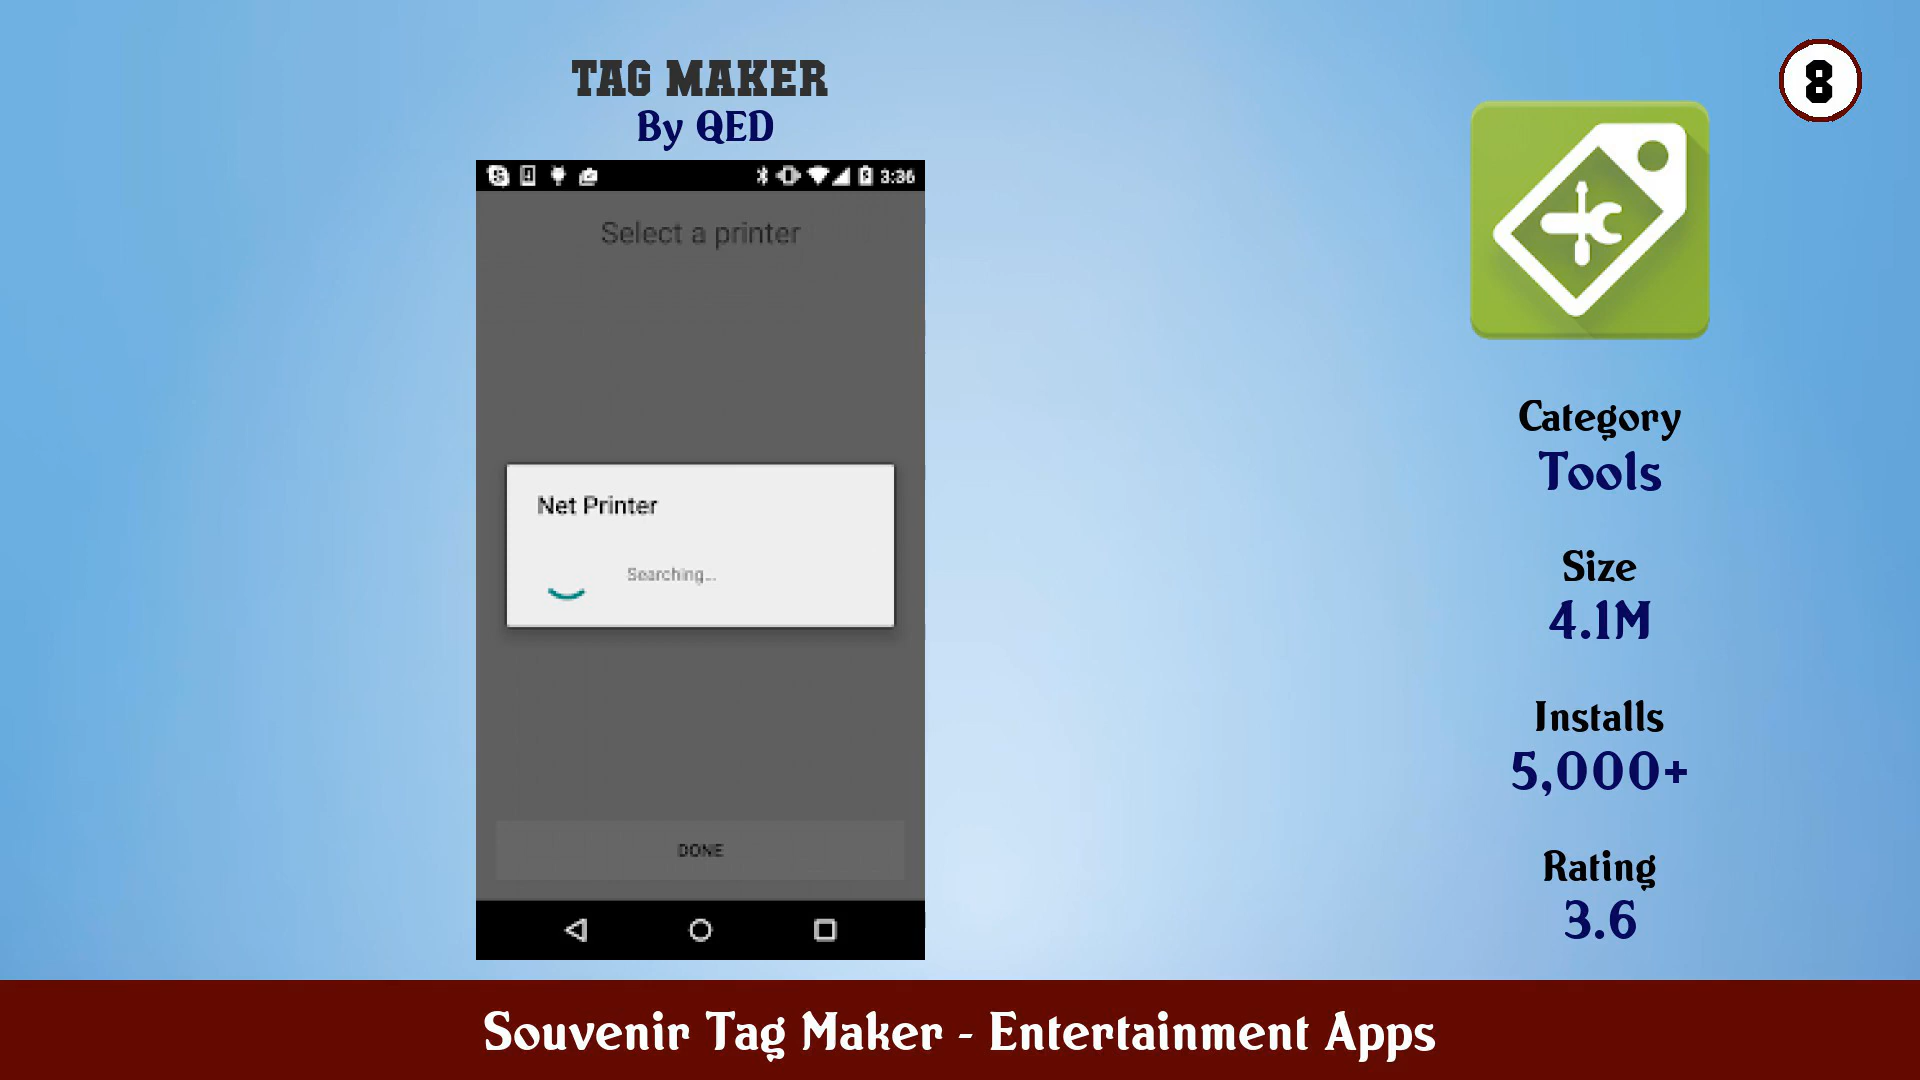 TAG MAKER
By QED
8
3:36
Select a printer
Net Printer
Searching...
DONE
Category
Tools
Size
4.1M
Installs
5,000+
Rating
3.6
Souvenir Tag Maker - Entertainment Apps